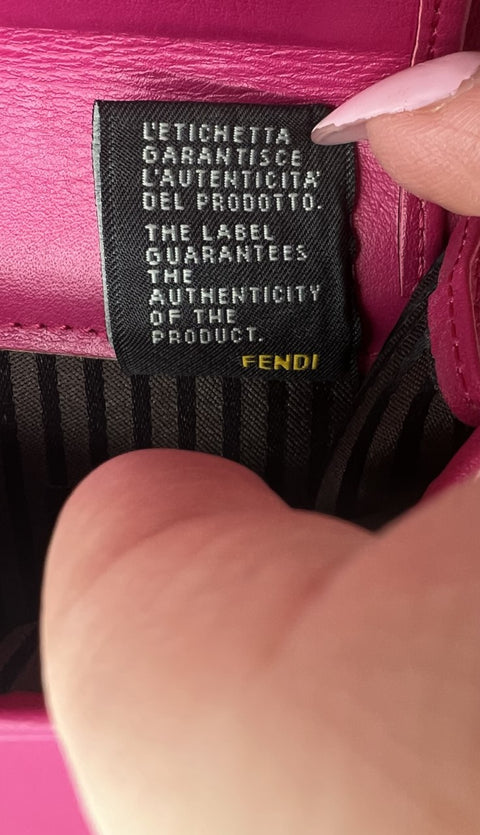 L'ETICHETTA
GARANTISCE
L'AUTENTICITA'
DEL PRODOTTO.
THE LABEL
GUARANTEES
THE
AUTHENTICITY
OF THE
PRODUCT.
FENDI